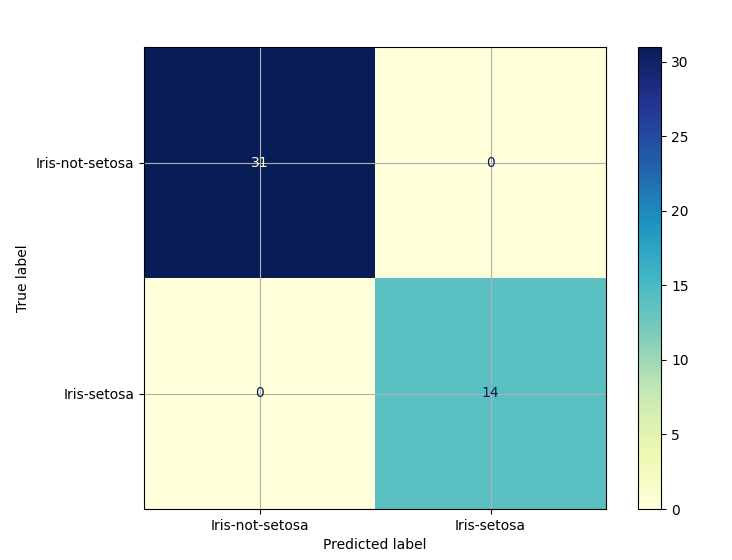 True label
Iris-not-setosa
31
0
Iris-setosa
0
14
Iris-not-setosa
Iris-setosa
Predicted label
30
25
20
15
10
5
0